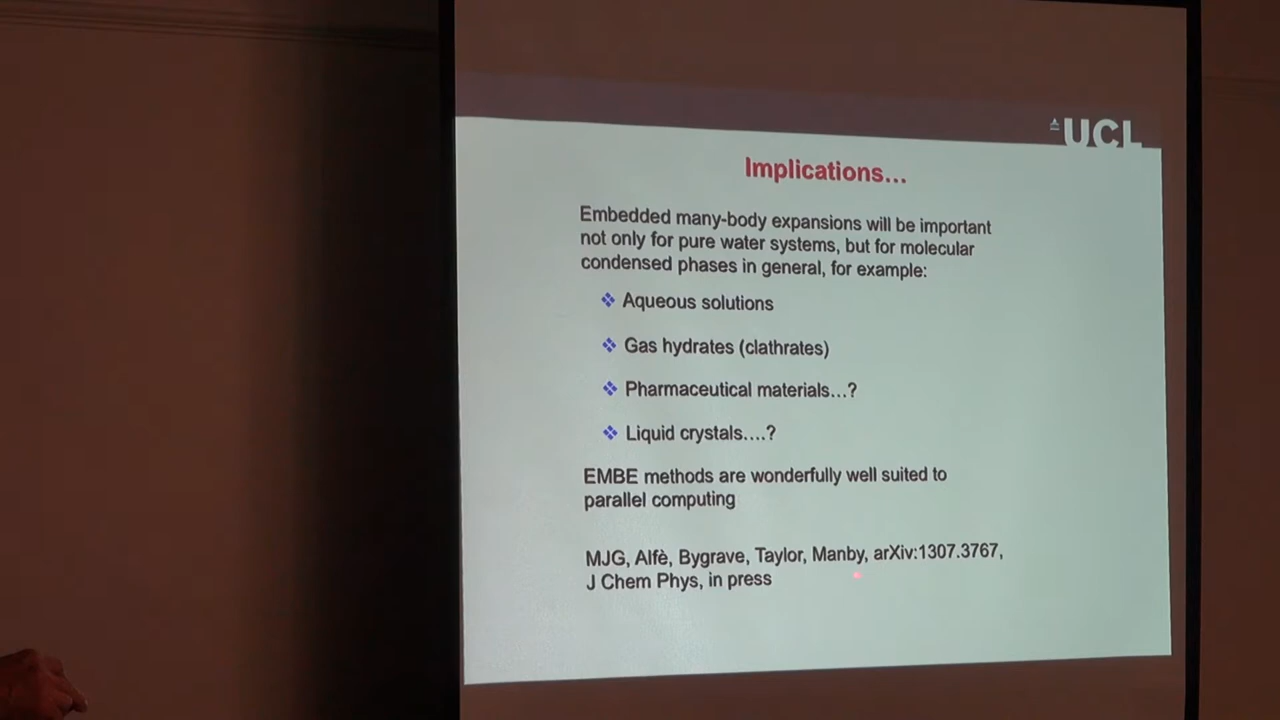 UCL
Implications...
Embedded many-body expansions will be important
not only for pure water systems, but for molecular
condensed phases in general, for example:
Aqueous solutions
Gas hydrates (clathrates)
Pharmaceutical materials...?
Liquid crystals....?
EMBE methods are wonderfully well suited to
parallel computing
MJG, Alfè, Bygrave, Taylor, Manby, arXiv:1307.3767,
J Chem Phys, in press